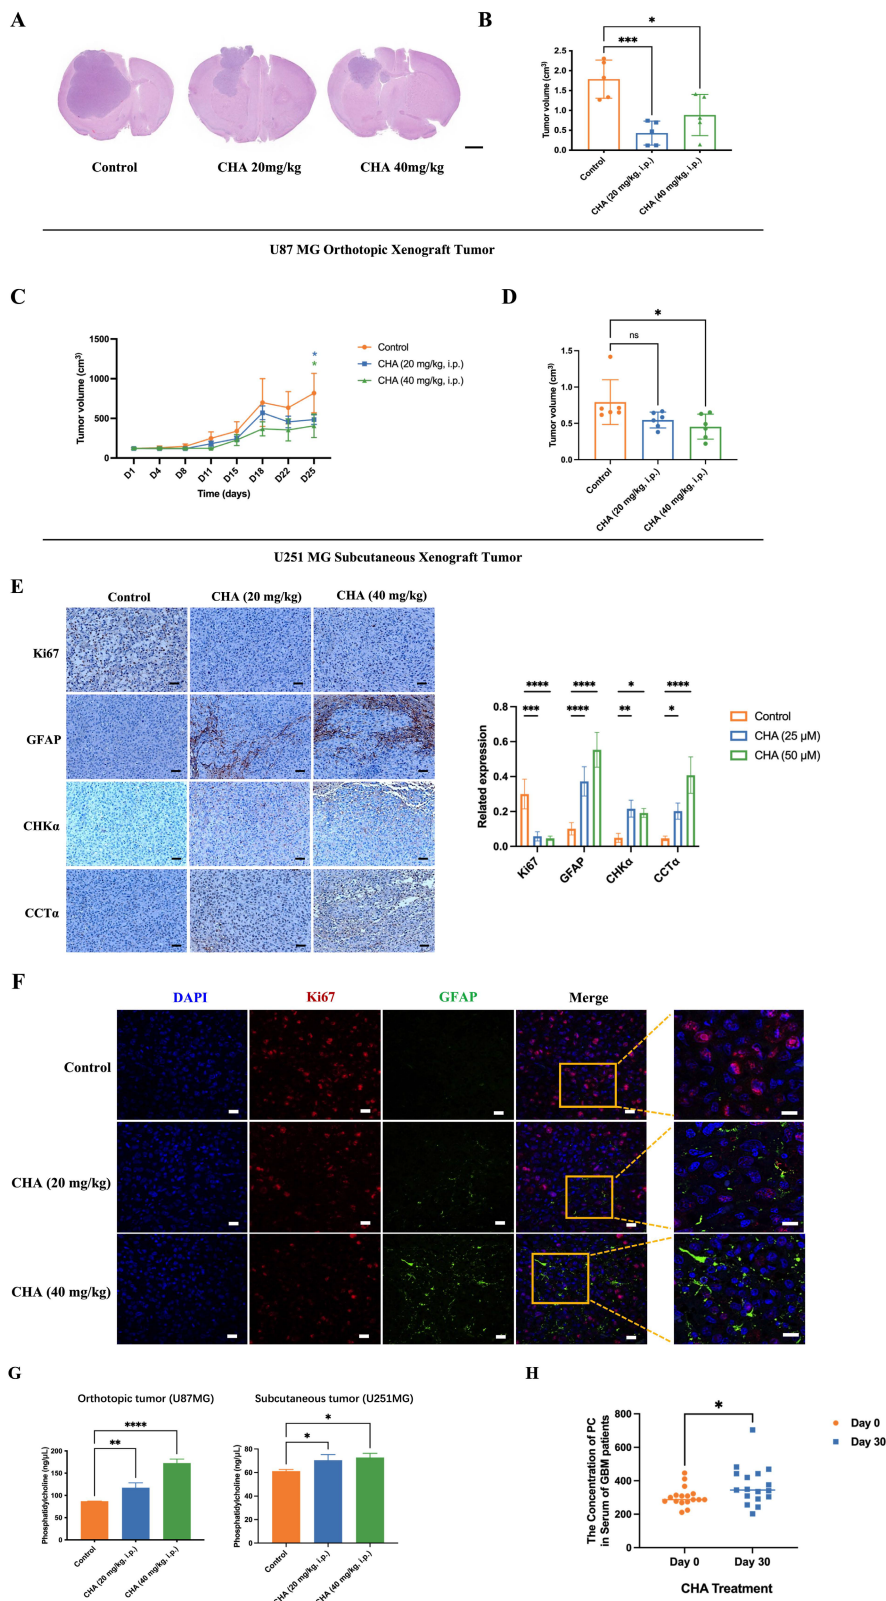 A
Control
CHA 20mg/kg
CHA 40mg/kg
B
*
***
Tumor volume (cm³)
2.5
2.0
1.5
1.0
0.5
0.0
Control
CHA (20 mg/kg, i.p.)
CHA (40 mg/kg, i.p.)
U87 MG Orthotopic Xenograft Tumor
C
Tumor volume (cm³)
1500
1000
500
0
*
*
D1
D4
D8
D11
D15
D18
D22
D25
Time (days)
Control
CHA (20 mg/kg, i.p.)
CHA (40 mg/kg, i.p.)
D
*
ns
Tumor volume (cm³)
1.5
1.0
0.5
0.0
Control
CHA (20 mg/kg, i.p.)
CHA (40 mg/kg, i.p.)
U251 MG Subcutaneous Xenograft Tumor
E
Control
CHA (20 mg/kg)
CHA (40 mg/kg)
Ki67
GFAP
CHKα
CCTα
**** **** * ****
*** **** ** *
Related expression
0.8
0.6
0.4
0.2
0.0
Ki67
GFAP
CHKα
CCTα
Control
CHA (25 μM)
CHA (50 μM)
F
DAPI
Ki67
GFAP
Merge
Control
CHA (20 mg/kg)
CHA (40 mg/kg)
G
Orthotopic tumor (U87MG)
****
**
Phosphatidylcholine (ng/μL)
200
150
100
50
0
Control
CHA (20 mg/kg, i.p.)
CHA (40 mg/kg, i.p.)
Subcutaneous tumor (U251MG)
*
*
Phosphatidylcholine (ng/μL)
80
60
40
20
0
Control
CHA (20 mg/kg, i.p.)
CHA (40 mg/kg, i.p.)
H
*
The Concentration of PC
in Serum of GBM patients
800
600
400
200
0
Day 0
Day 30
CHA Treatment
Day 0
Day 30